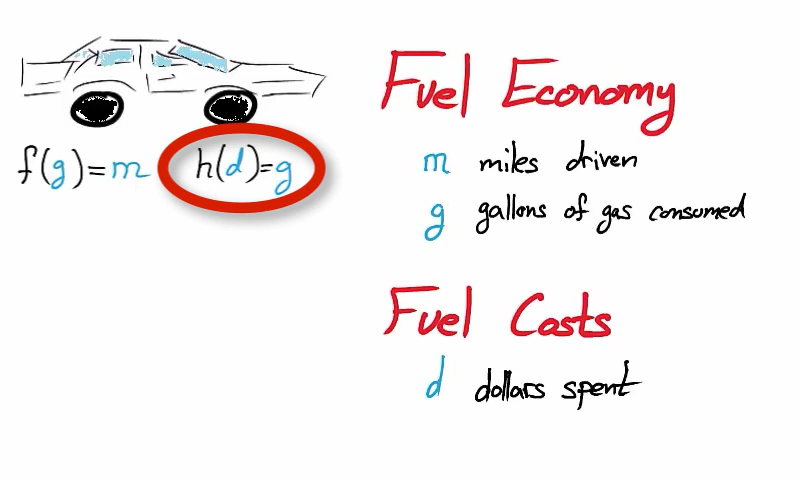 Fuel Economy
f(g)=m h(d)=g
m miles driven
g gallons of gas consumed
Fuel Costs
d dollars spent